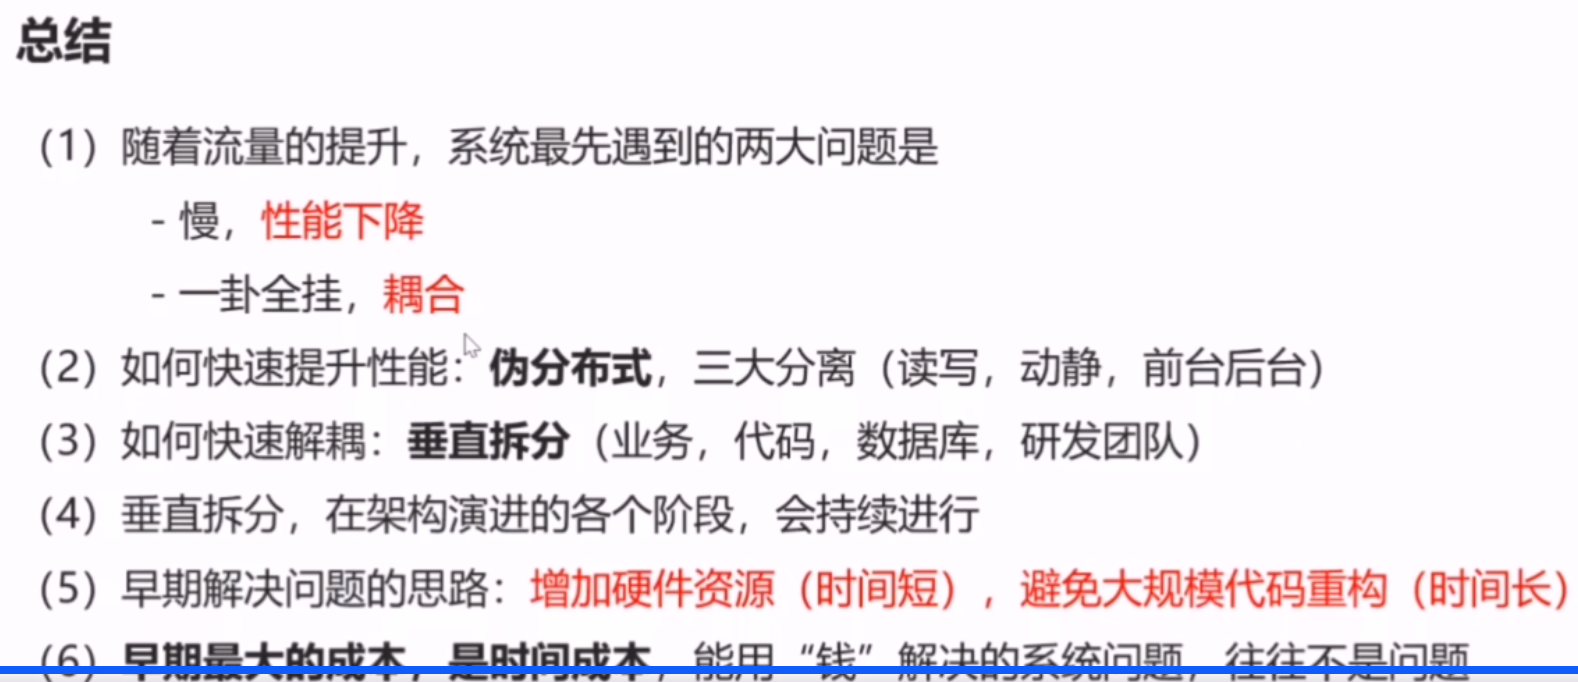 总结
（1）随着流量的提升，系统最先遇到的两大问题是
- 慢，性能下降
- 一卦全挂，耦合
（2）如何快速提升性能：伪分布式，三大分离（读写，动静，前台后台）
（3）如何快速解耦：垂直拆分（业务，代码，数据库，研发团队）
（4）垂直拆分，在架构演进的各个阶段，会持续进行
（5）早期解决问题的思路：增加硬件资源（时间短），避免大规模代码重构（时间长）
（6）早期最大的成本，是时间成本，能用“钱”解决的系统问题，往往不是问题